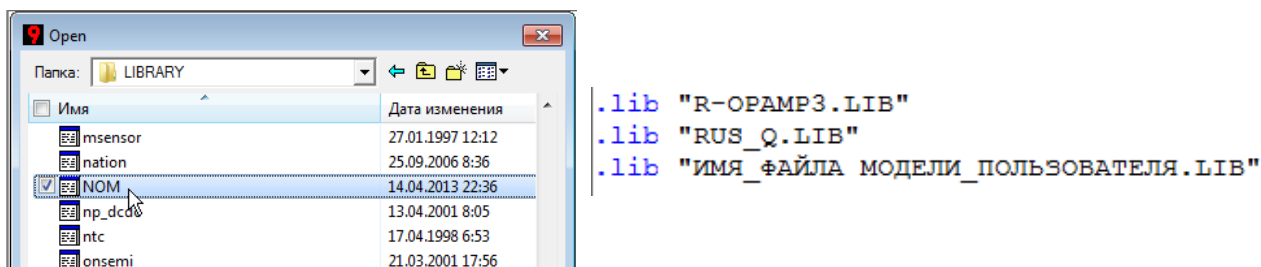 Open
Папка: LIBRARY
Имя Дата изменения
msensor 27.01.1997 12:12
nation 25.09.2006 8:36
NOM 14.04.2013 22:36
np_dcdc 13.04.2001 8:05
ntc 17.04.1998 6:53
onsemi 21.03.2001 17:56
.lib "R-OPAMP3.LIB"
.lib "RUS_Q.LIB"
.lib "ИМЯ_ФАЙЛА МОДЕЛИ_ПОЛЬЗОВАТЕЛЯ.LIB"